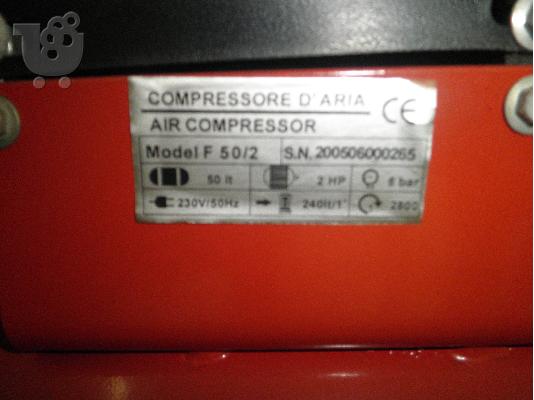 COMPRESSORE D'ARIA
AIR COMPRESSOR
Model F 50/2 S.N. 200506000265
50 lt 2 HP 8 bar
230V/50Hz 240lt/1' 2800